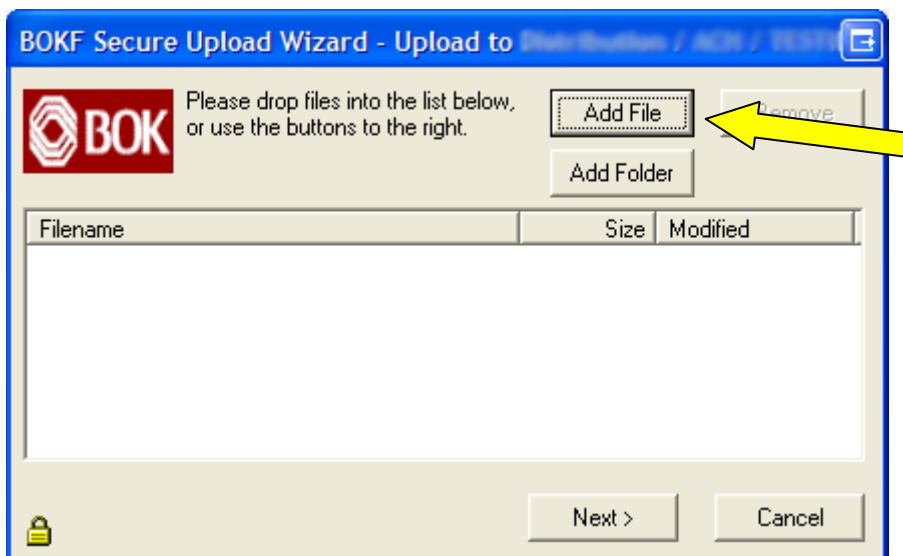 BOKF Secure Upload Wizard - Upload to
BOK
Please drop files into the list below,
or use the buttons to the right.
Add File
Remove
Add Folder
Filename Size Modified
Next >
Cancel